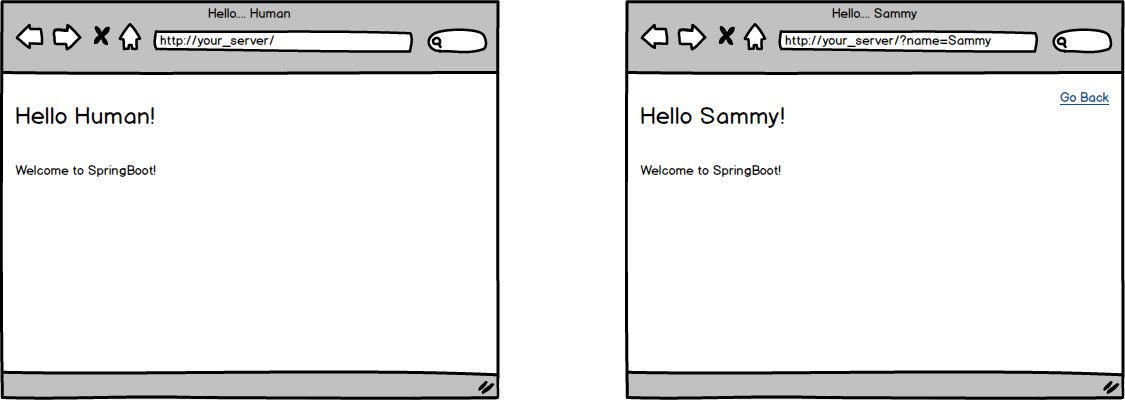 Hello.... Human
http://your_server/
Hello Human!
Welcome to SpringBoot!
Hello.... Sammy
http://your_server/?name=Sammy
Go Back
Hello Sammy!
Welcome to SpringBoot!